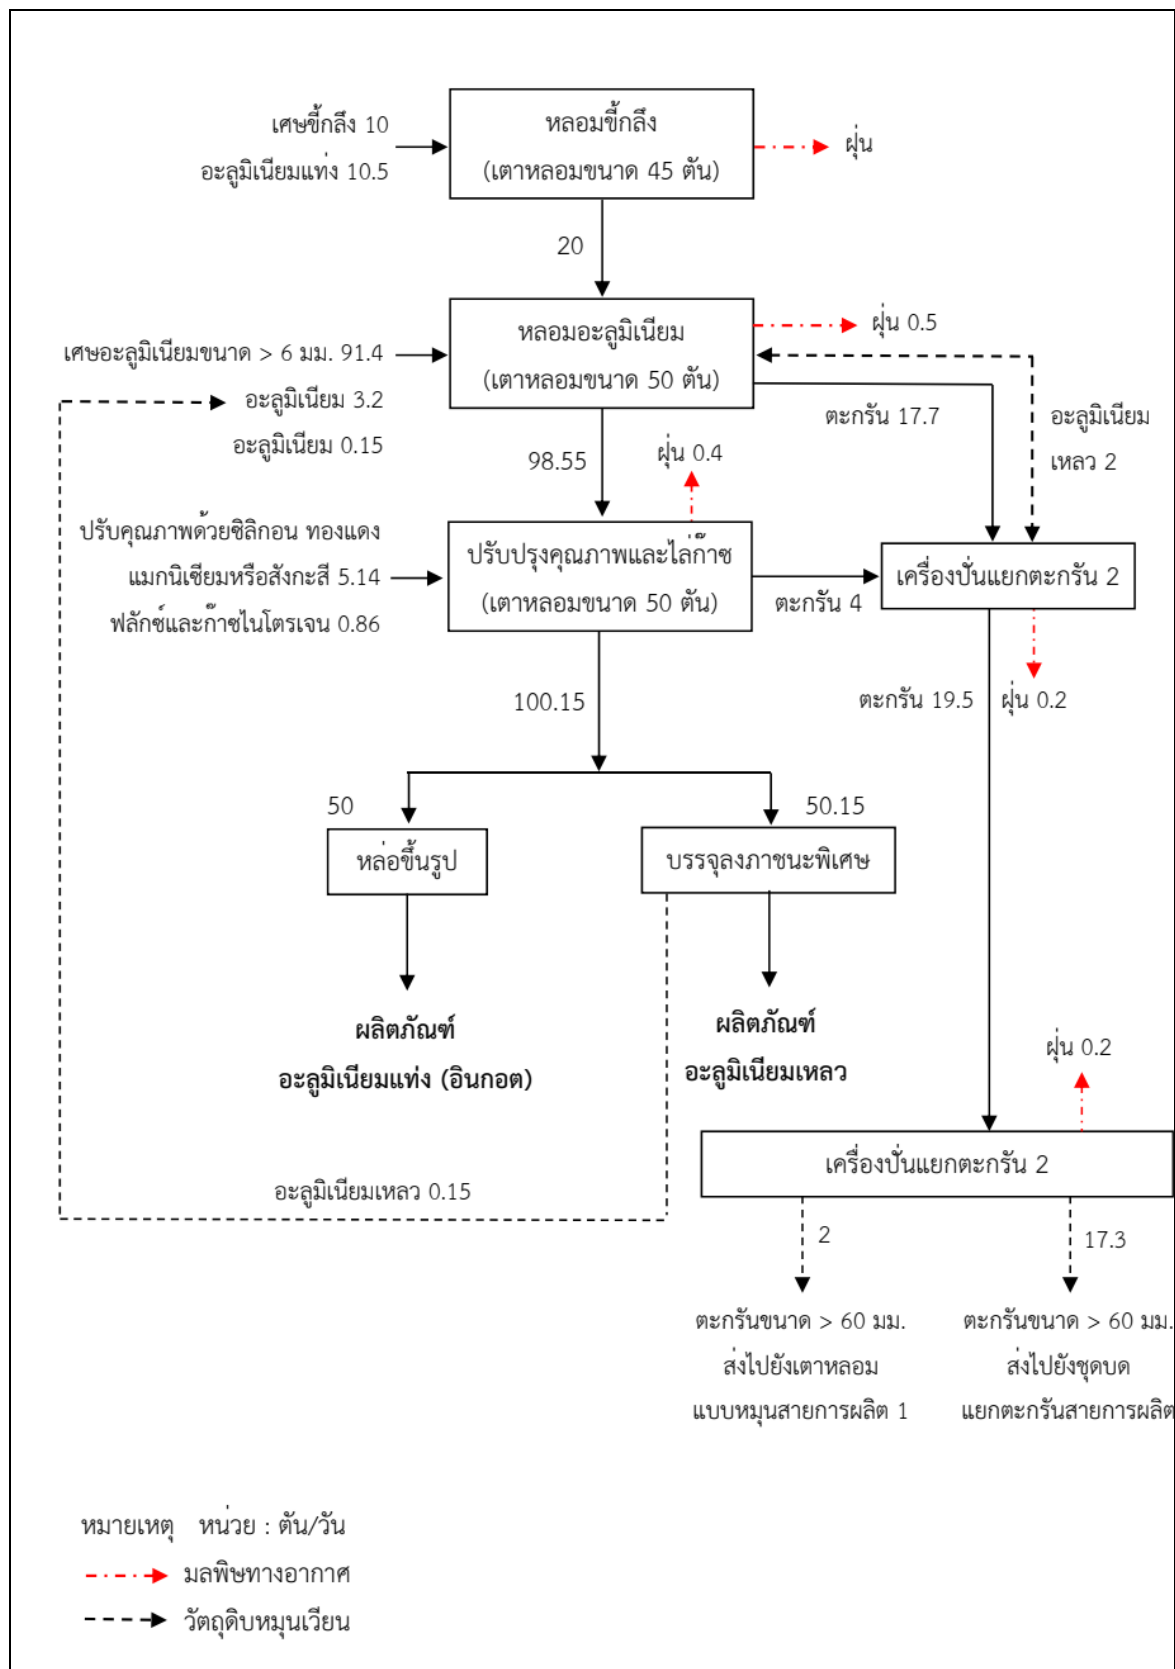 เศษขี้กลึง 10
อะลูมิเนียมแท่ง 10.5
หลอมขี้กลึง
(เตาหลอมขนาด 45 ตัน)
ฝุ่น
20
เศษอะลูมิเนียมขนาด > 6 มม. 91.4
อะลูมิเนียม 3.2
อะลูมิเนียม 0.15
หลอมอะลูมิเนียม
(เตาหลอมขนาด 50 ตัน)
ฝุ่น 0.5
ตะกรัน 17.7
อะลูมิเนียม
เหลว 2
98.55
ฝุ่น 0.4
ปรับคุณภาพด้วยซิลิกอน ทองแดง
แมกนิเซียมหรือสังกะสี 5.14
ฟลักซ์และก๊าซไนโตรเจน 0.86
ปรับปรุงคุณภาพและไล่ก๊าซ
(เตาหลอมขนาด 50 ตัน)
ตะกรัน 4
เครื่องปั่นแยกตะกรัน 2
100.15
ตะกรัน 19.5
ฝุ่น 0.2
50
50.15
หล่อขึ้นรูป
บรรจุลงภาชนะพิเศษ
ผลิตภัณฑ์
อะลูมิเนียมแท่ง (อินกอต)
ผลิตภัณฑ์
อะลูมิเนียมเหลว
ฝุ่น 0.2
เครื่องปั่นแยกตะกรัน 2
อะลูมิเนียมเหลว 0.15
2
17.3
ตะกรันขนาด > 60 มม.
ส่งไปยังเตาหลอม
แบบหมุนสายการผลิต 1
ตะกรันขนาด > 60 มม.
ส่งไปยังชุดบด
แยกตะกรันสายการผลิต
หมายเหตุ หน่วย : ตัน/วัน
มลพิษทางอากาศ
วัตถุดิบหมุนเวียน